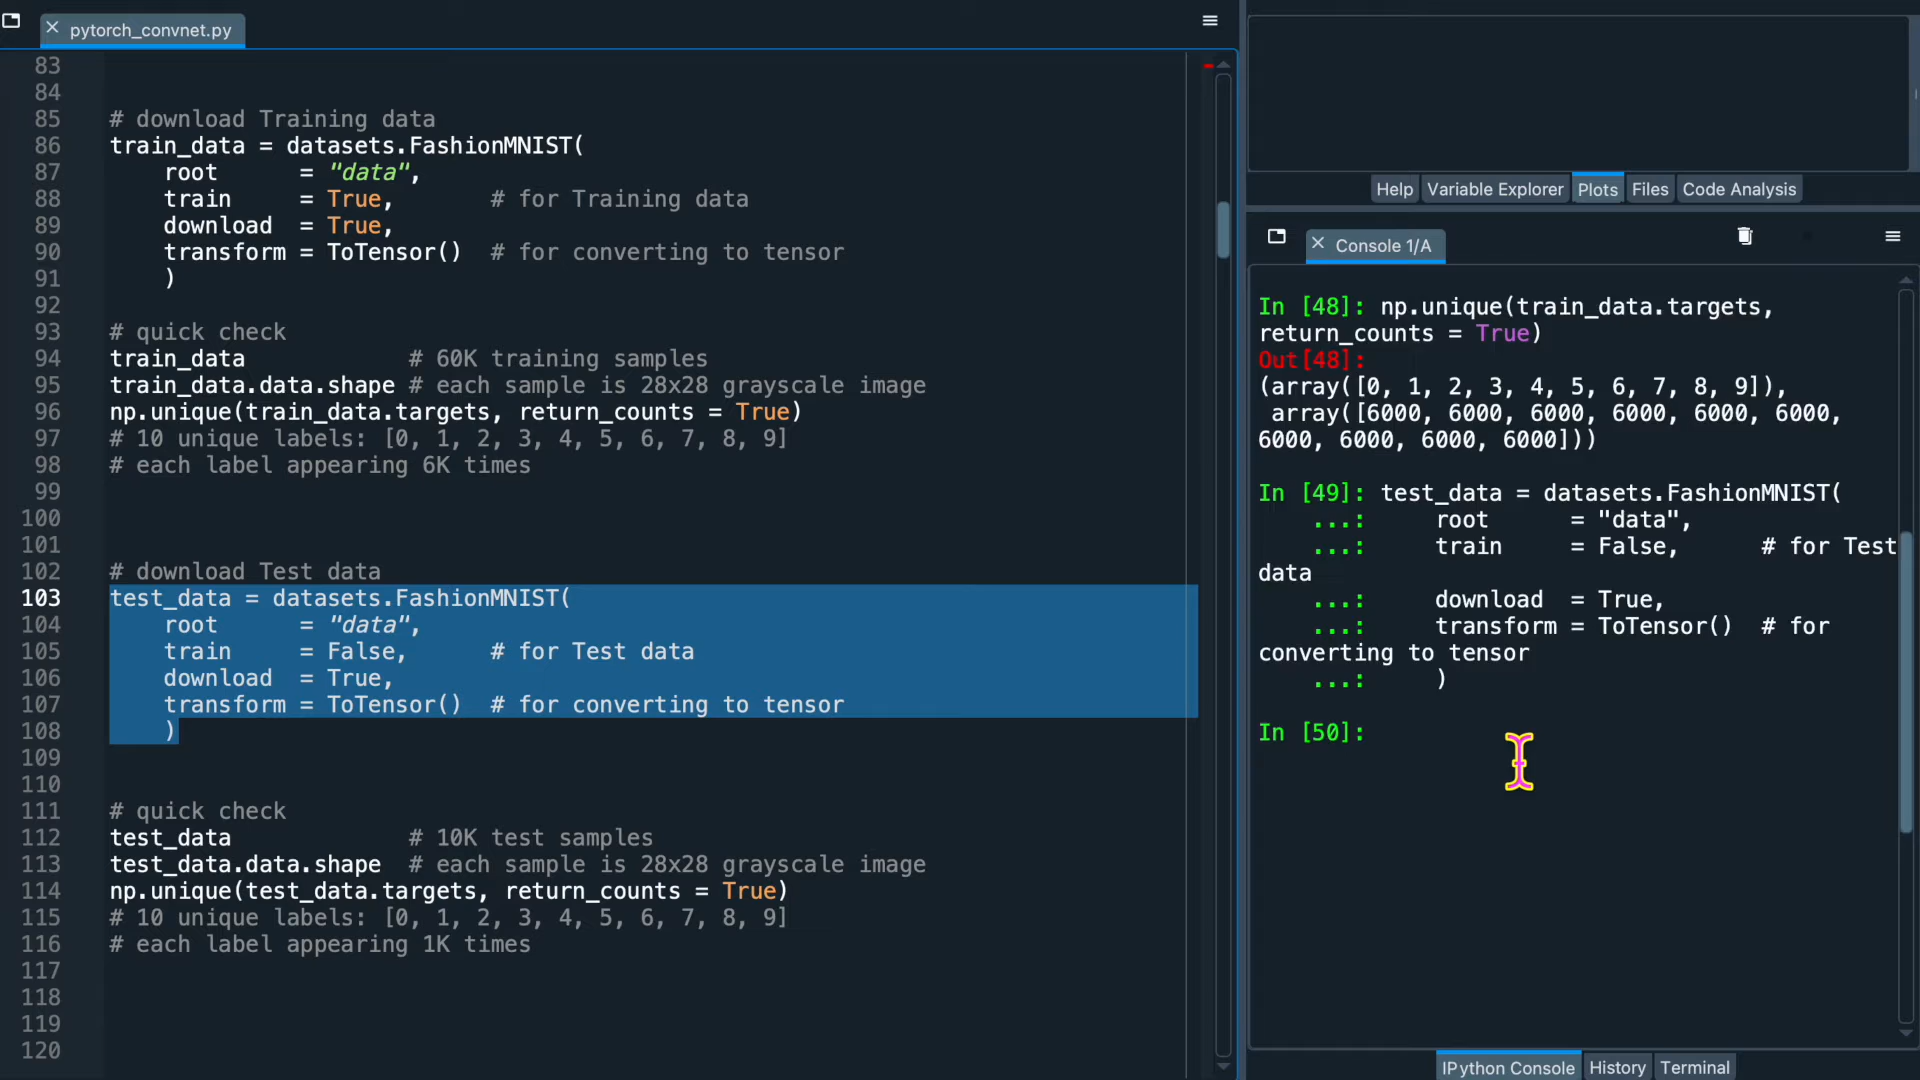 pytorch_convnet.py
83
84
85 # download Training data
86 train_data = datasets.FashionMNIST(
87     root      = "data",
88     train     = True,       # for Training data
89     download  = True,
90     transform = ToTensor()  # for converting to tensor
91     )
92
93 # quick check
94 train_data            # 60K training samples
95 train_data.data.shape # each sample is 28x28 grayscale image
96 np.unique(train_data.targets, return_counts = True)
97 # 10 unique labels: [0, 1, 2, 3, 4, 5, 6, 7, 8, 9]
98 # each label appearing 6K times
99
100
101
102 # download Test data
103 test_data = datasets.FashionMNIST(
104     root      = "data",
105     train     = False,      # for Test data
106     download  = True,
107     transform = ToTensor()  # for converting to tensor
108     )
109
110
111 # quick check
112 test_data             # 10K test samples
113 test_data.data.shape  # each sample is 28x28 grayscale image
114 np.unique(test_data.targets, return_counts = True)
115 # 10 unique labels: [0, 1, 2, 3, 4, 5, 6, 7, 8, 9]
116 # each label appearing 1K times
117
118
119
120
Help Variable Explorer Plots Files Code Analysis
Console 1/A
In [48]: np.unique(train_data.targets,
return_counts = True)
Out[48]:
(array([0, 1, 2, 3, 4, 5, 6, 7, 8, 9]),
 array([6000, 6000, 6000, 6000, 6000, 6000,
6000, 6000, 6000, 6000]))
In [49]: test_data = datasets.FashionMNIST(
    ...:     root      = "data",
    ...:     train     = False,      # for Test
data
    ...:     download  = True,
    ...:     transform = ToTensor()  # for
converting to tensor
    ...:     )
In [50]:
IPython Console History Terminal